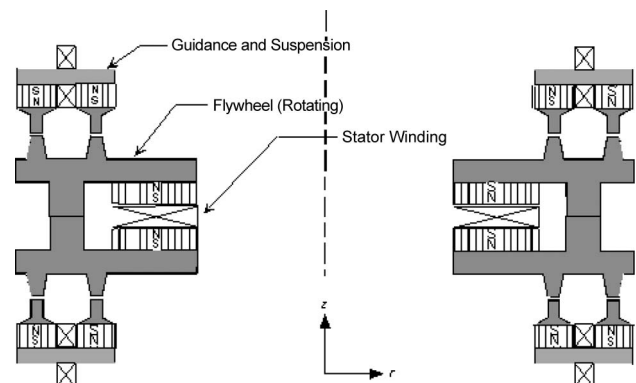 Guidance and Suspension
S N
N S
Flywheel (Rotating)
Stator Winding
N S
S N
N S
N S
S N
S N
z
r
N S
S N
S N
N S